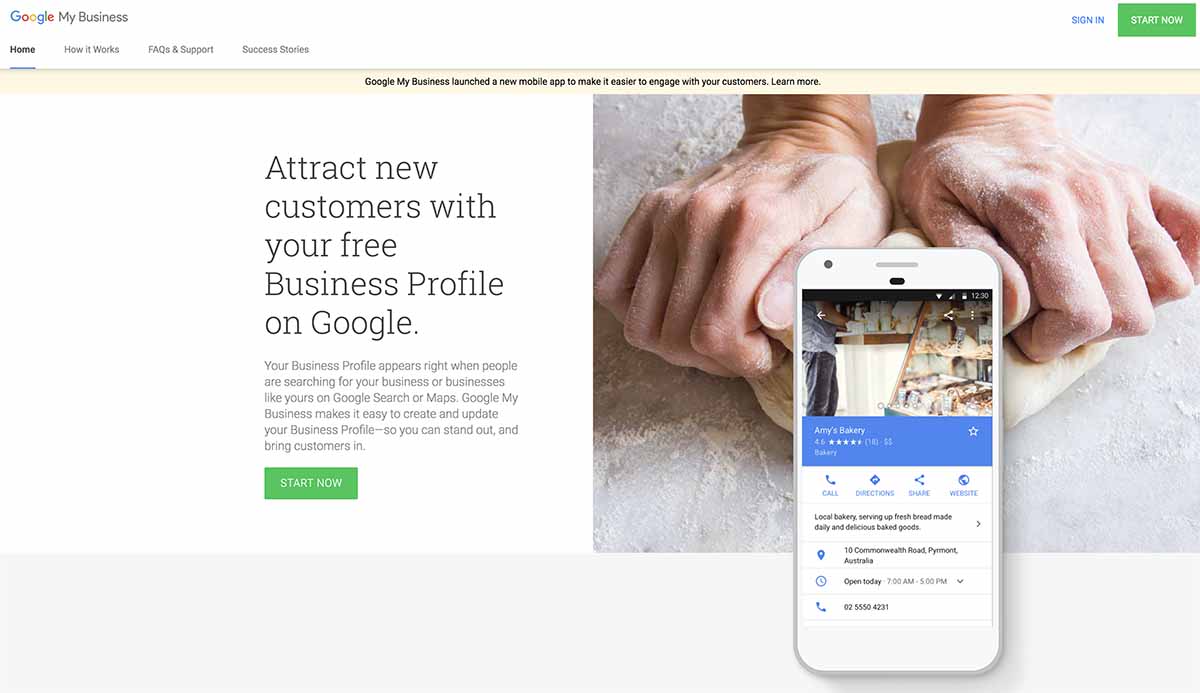 Google My Business
SIGN IN
START NOW
Home
How it Works
FAQs & Support
Success Stories
Google My Business launched a new mobile app to make it easier to engage with your customers. Learn more.
Attract new
customers with
your free
Business Profile
on Google.
Your Business Profile appears right when people
are searching for your business or businesses
like yours on Google Search or Maps. Google My
Business makes it easy to create and update
your Business Profile—so you can stand out, and
bring customers in.
START NOW
12:30
Amy's Bakery
4.6 ★★★★★ (18) · $$
Bakery
CALL
DIRECTIONS
SHARE
WEBSITE
Local bakery, serving up fresh bread made
daily and delicious baked goods.
10 Commonwealth Road, Pyrmont,
Australia
Open today · 7:00 AM - 5:00 PM
02 5550 4231